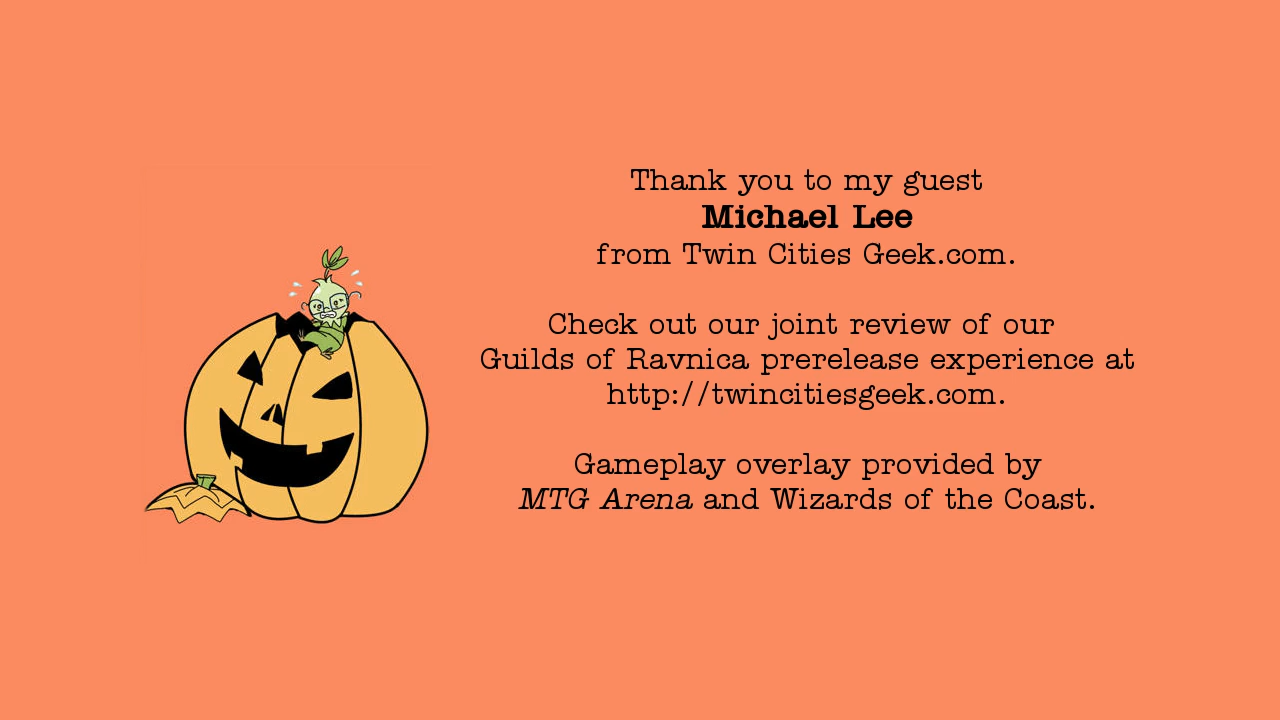 Thank you to my guest
Michael Lee
from Twin Cities Geek.com.
Check out our joint review of our
Guilds of Ravnica prerelease experience at
http://twincitiesgeek.com.
Gameplay overlay provided by
MTG Arena and Wizards of the Coast.